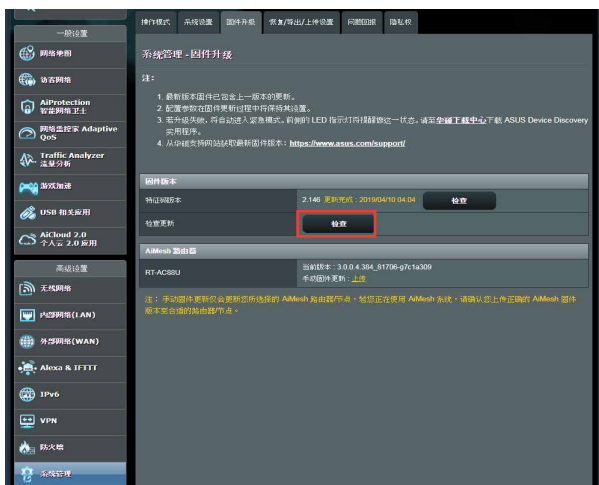 操作模式 系统设置 固件升级 恢复/导出/上传设置 问题回报 隐私权
一般设置
网络地图
访客网络
AiProtection
智能网络卫士
网络监控家 Adaptive
QoS
Traffic Analyzer
流量分析
游戏加速
USB 相关应用
AiCloud 2.0
个人云 2.0 应用
高级设置
无线网络
内部网络(LAN)
外部网络(WAN)
Alexa & IFTTT
IPv6
VPN
防火墙
系统管理
系统管理 - 固件升级
注:
1. 最新版本固件已包含上一版本的更新。
2. 配置参数在固件更新过程中将保持其设置。
3. 若升级失败，将自动进入紧急模式。前侧的 LED 指示灯将提醒您这一状态。请至华硕下载中心下载 ASUS Device Discovery
实用程序。
4. 从华硕支持网站获取最新固件版本: https://www.asus.com/support/
固件版本
特征码版本 2.146 更新完成 : 2019/04/10 04:04 检查
检查更新 检查
AiMesh 路由器
RT-AC88U
当前版本 : 3.0.0.4.384_81706-g7c1a309
手动固件更新 : 上传
注： 手动固件更新仅会更新您所选择的 AiMesh 路由器/节点，若您正在使用 AiMesh 系统，请确认您上传正确的 AiMesh 固件
版本至合适的路由器/节点。